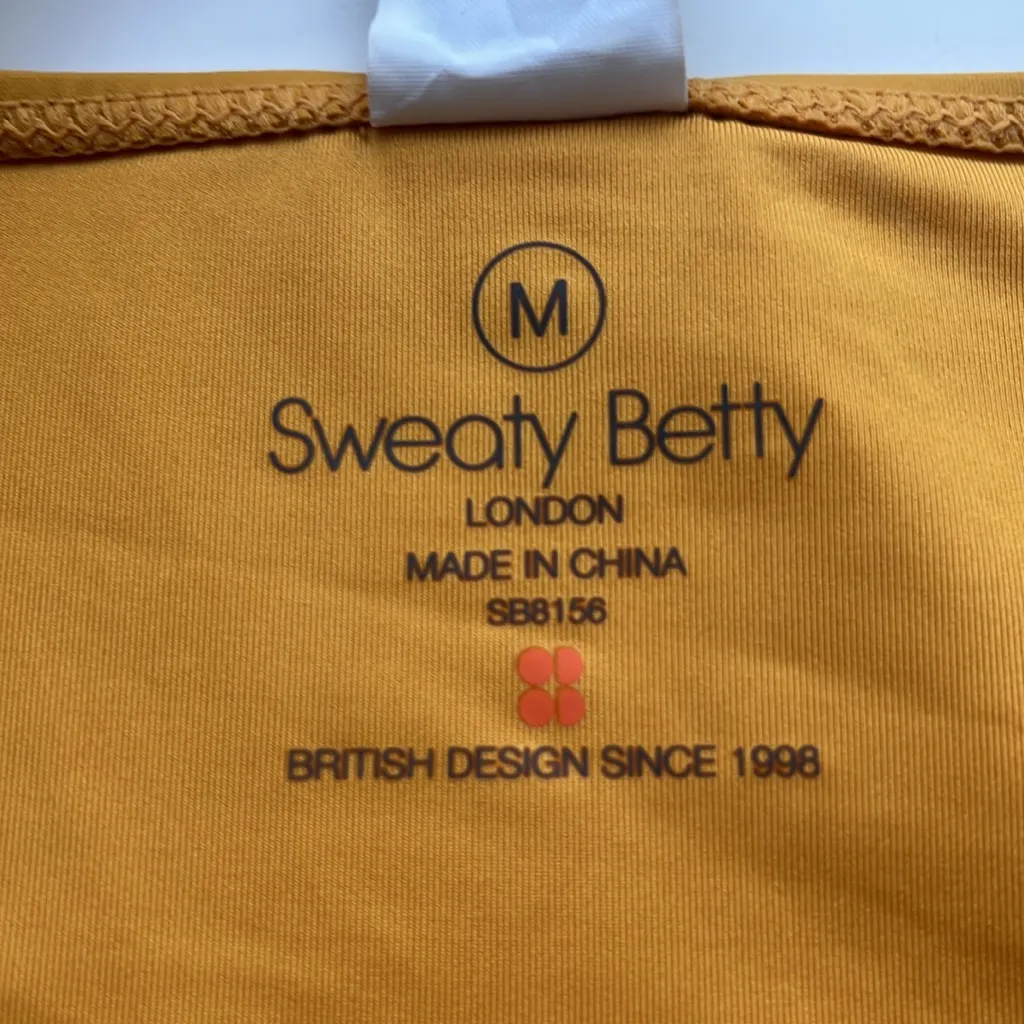 M
Sweaty Betty
LONDON
MADE IN CHINA
SB8156
BRITISH DESIGN SINCE 1998